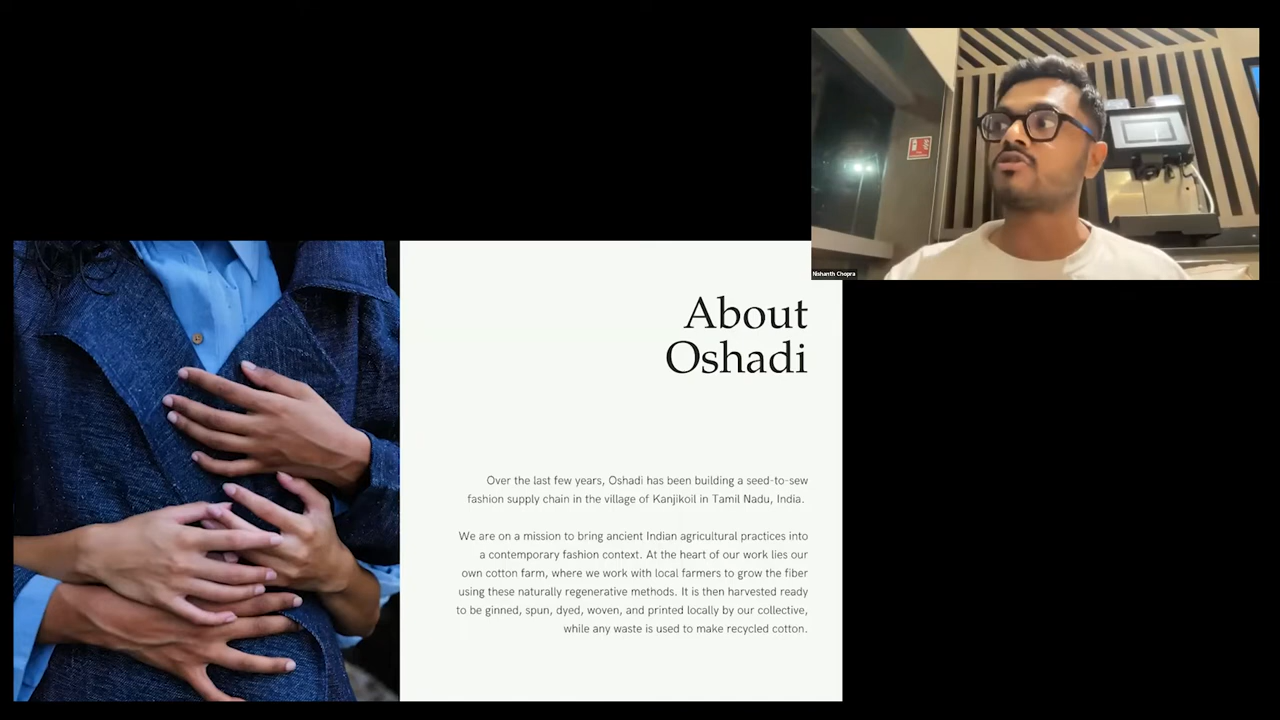 Nishanth Chopra
About
Oshadi
Over the last few years, Oshadi has been building a seed-to-sew
fashion supply chain in the village of Kanjikoil in Tamil Nadu, India.
We are on a mission to bring ancient Indian agricultural practices into
a contemporary fashion context. At the heart of our work lies our
own cotton farm, where we work with local farmers to grow the fiber
using these naturally regenerative methods. It is then harvested ready
to be ginned, spun, dyed, woven, and printed locally by our collective,
while any waste is used to make recycled cotton.